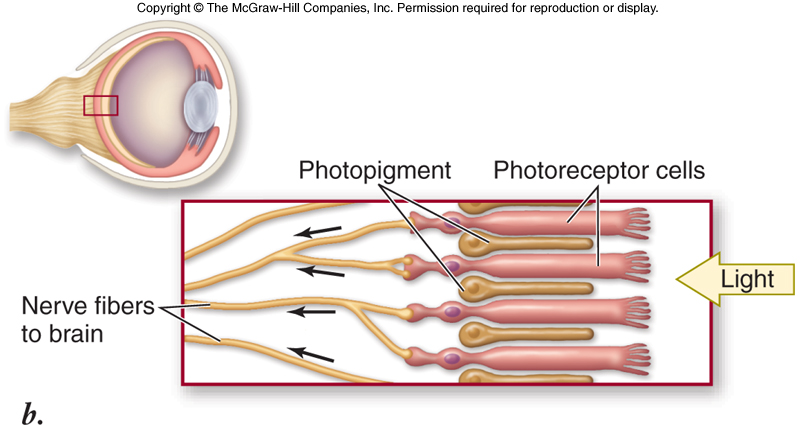 Copyright © The McGraw-Hill Companies, Inc. Permission required for reproduction or display.
Photopigment
Photoreceptor cells
Light
Nerve fibers
to brain
b.